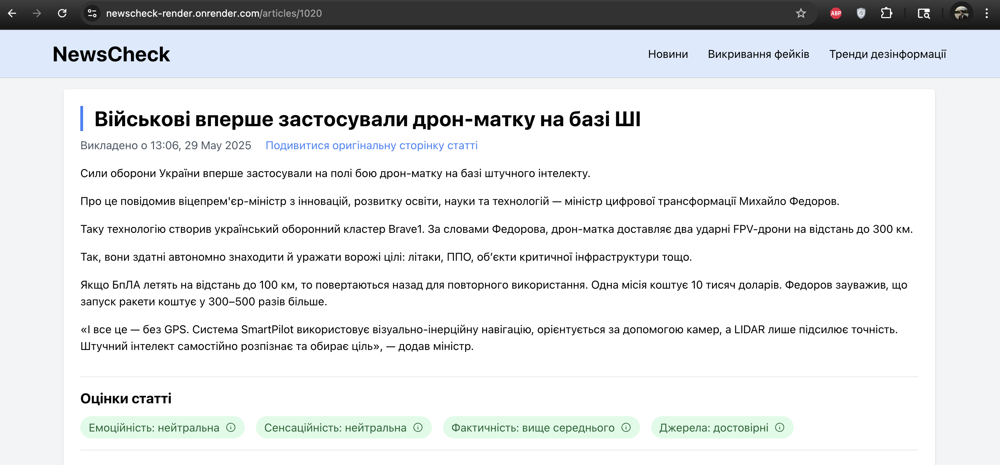 newscheck-render.onrender.com/articles/1020
ABP
NewsCheck
Новини
Викривання фейків
Тренди дезінформації
Військові вперше застосували дрон-матку на базі ШІ
Викладено о 13:06, 29 May 2025
Подивитися оригінальну сторінку статті
Сили оборони України вперше застосували на полі бою дрон-матку на базі штучного інтелекту.
Про це повідомив віцепрем'єр-міністр з інновацій, розвитку освіти, науки та технологій — міністр цифрової трансформації Михайло Федоров.
Таку технологію створив український оборонний кластер Brave1. За словами Федорова, дрон-матка доставляє два ударні FPV-дрони на відстань до 300 км.
Так, вони здатні автономно знаходити й уражати ворожі цілі: літаки, ППО, обʼєкти критичної інфраструктури тощо.
Якщо БпЛА летять на відстань до 100 км, то повертаються назад для повторного використання. Одна місія коштує 10 тисяч доларів. Федоров зауважив, що
запуск ракети коштує у 300–500 разів більше.
«І все це — без GPS. Система SmartPilot використовує візуально-інерційну навігацію, орієнтується за допомогою камер, а LIDAR лише підсилює точність.
Штучний інтелект самостійно розпізнає та обирає ціль», — додав міністр.
Оцінки статті
Емоційність: нейтральна
Сенсаційність: нейтральна
Фактичність: вище середнього
Джерела: достовірні